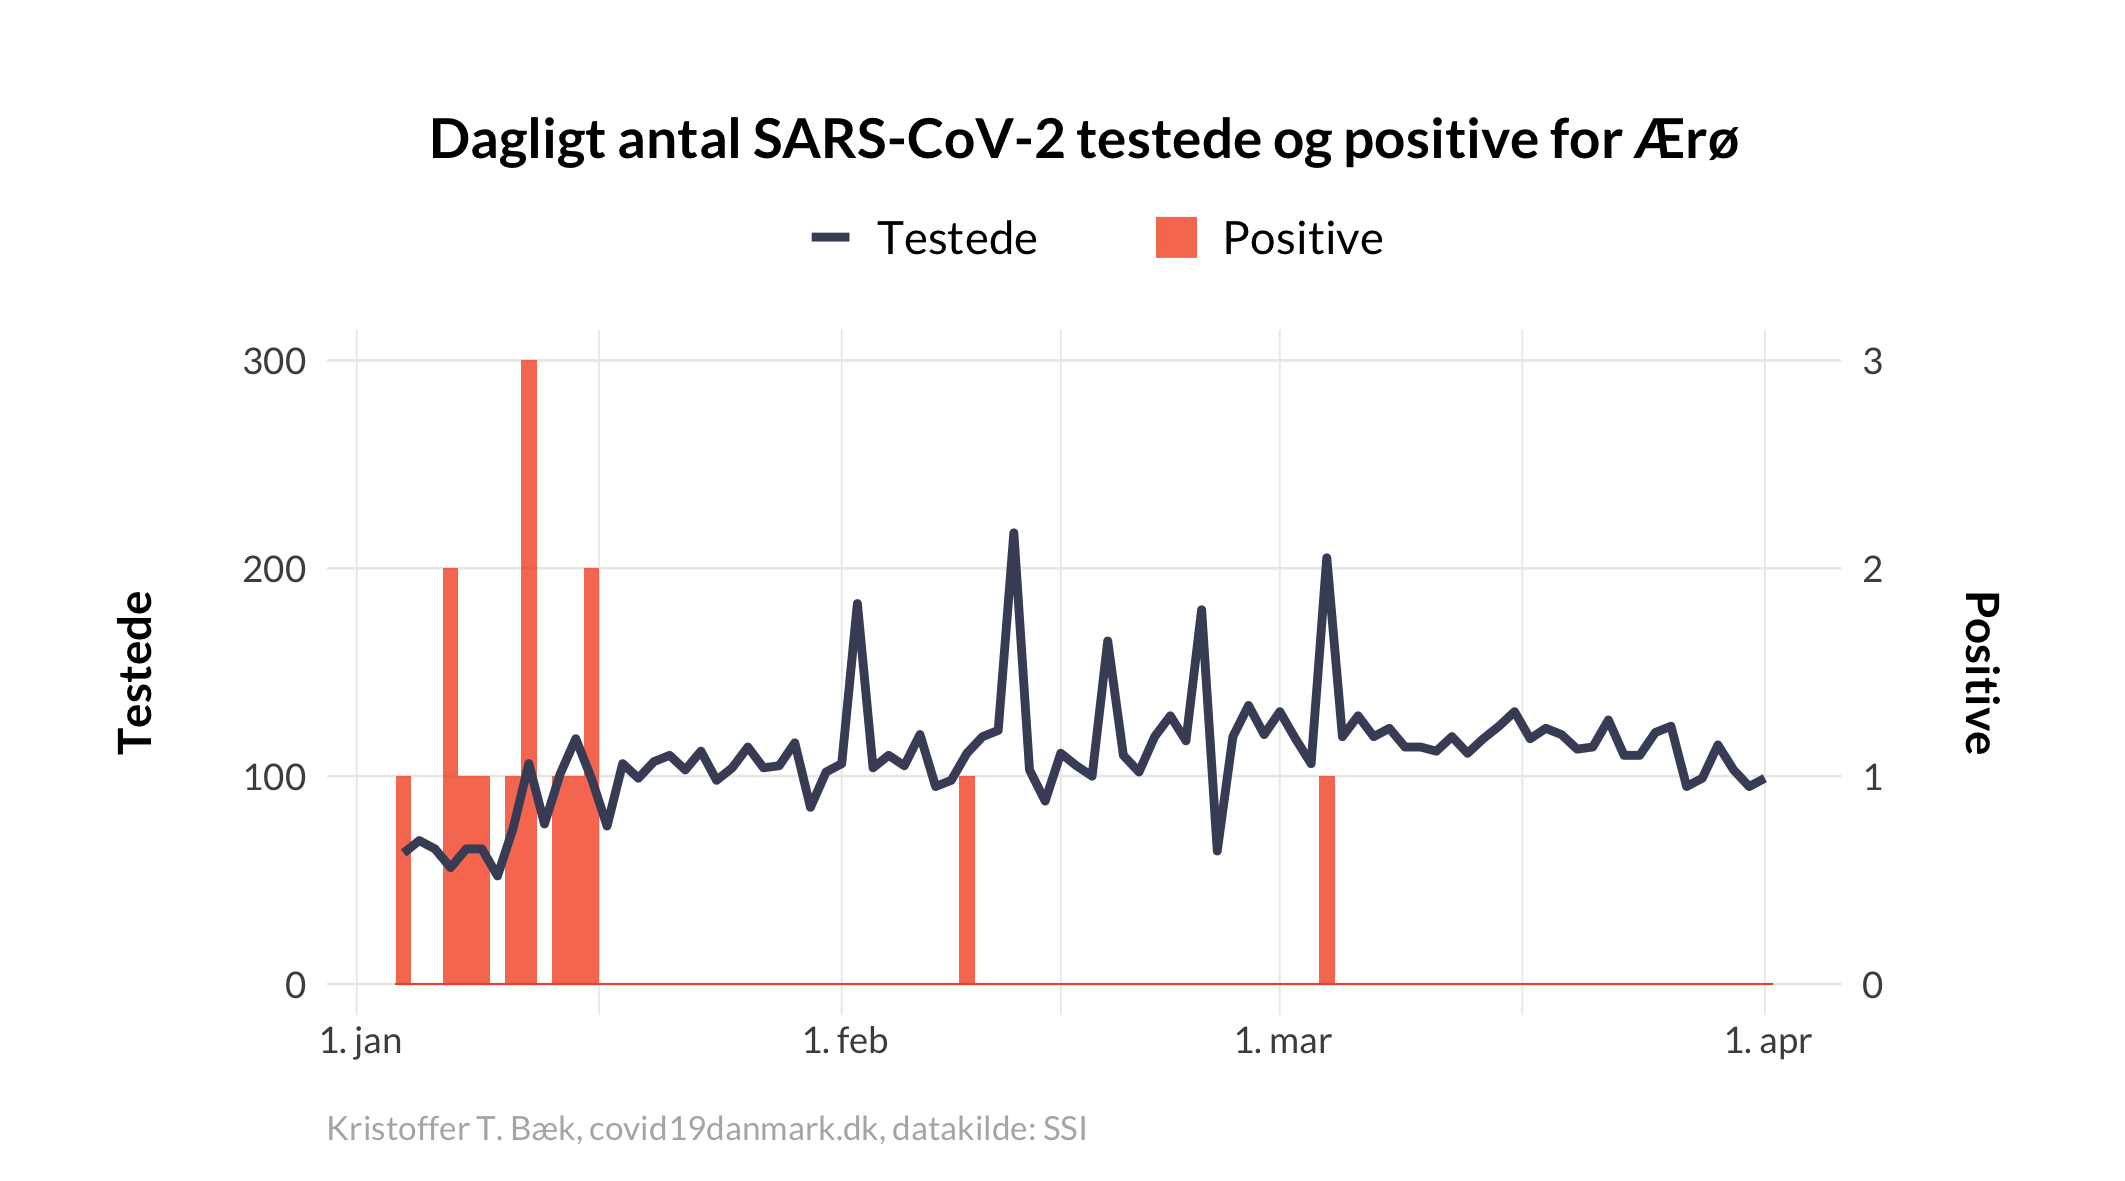 Dagligt antal SARS-CoV-2 testede og positive for Ærø
Testede
Positive
300
200
100
0
3
2
1
0
Testede
Positive
1. jan
1. feb
1. mar
1. apr
Kristoffer T. Bæk, covid19danmark.dk, datakilde: SSI